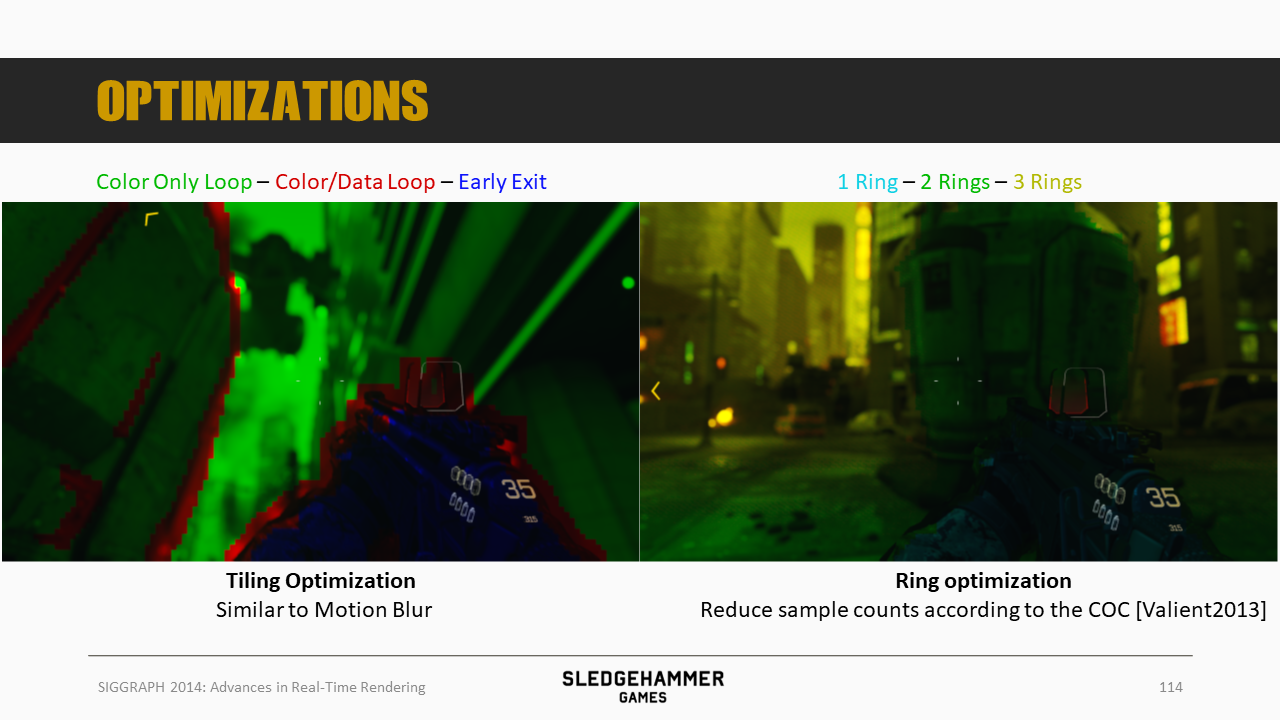 OPTIMIZATIONS
Color Only Loop – Color/Data Loop – Early Exit
1 Ring – 2 Rings – 3 Rings
35
315
35
315
Tiling Optimization
Similar to Motion Blur
Ring optimization
Reduce sample counts according to the COC [Valient2013]
SIGGRAPH 2014: Advances in Real-Time Rendering
SLEDGEHAMMER
GAMES
114